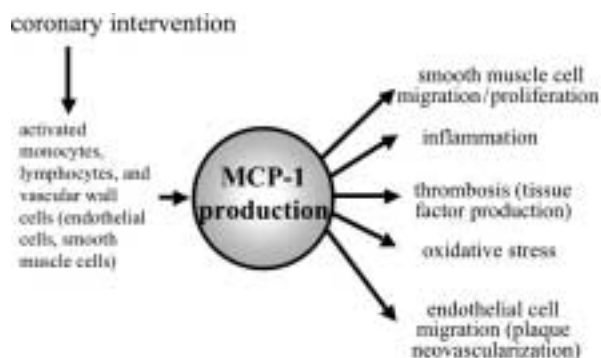 coronary intervention
activated
monocytes,
lymphocytes, and
vascular wall
cells (endothelial
cells, smooth
muscle cells)
MCP-1
production
smooth muscle cell
migration/proliferation
inflammation
thrombosis (tissue
factor production)
oxidative stress
endothelial cell
migration (plaque
neovascularization)